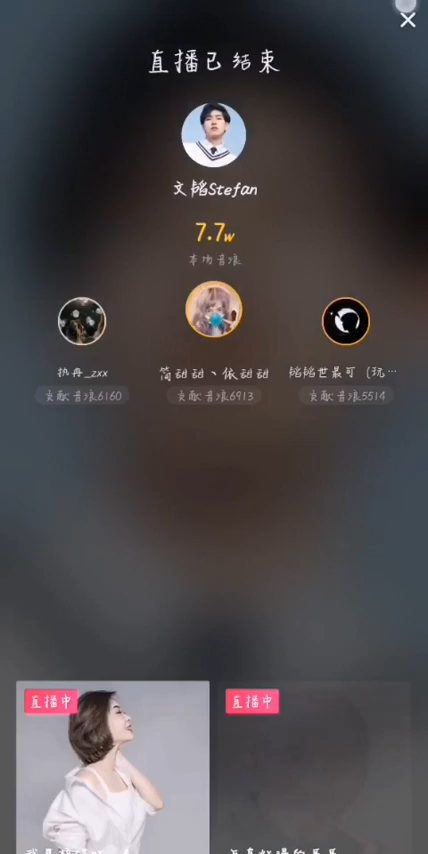 直播已结束
文韬Stefan
7.7w
本场音浪
热丹_zxx
简甜甜、依甜甜
韬韬世最可（玩…
贡献音浪6160
贡献音浪6913
贡献音浪5514
直播中
直播中